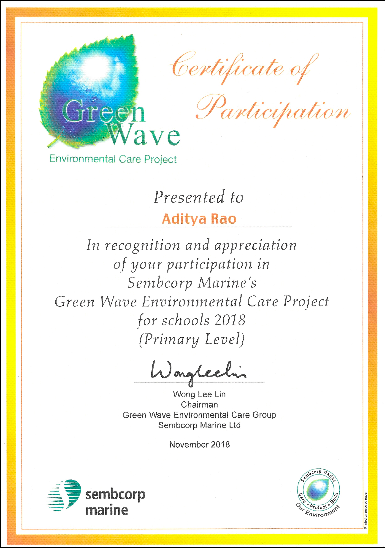 Certificate of
Participation
Green
Wave
Environmental Care Project
Presented to
Aditya Rao
In recognition and appreciation
of your participation in
Sembcorp Marine's
Green Wave Environmental Care Project
for schools 2018
(Primary Level)
Wong Lee Lin
Chairman
Green Wave Environmental Care Group
Sembcorp Marine Ltd
November 2018
sembcorp
marine
Our Environment